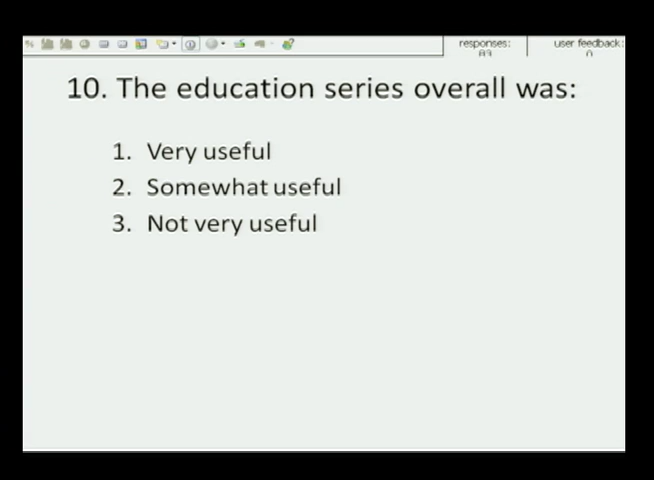 responses:
user feedback:
0
10. The education series overall was:
1. Very useful
2. Somewhat useful
3. Not very useful